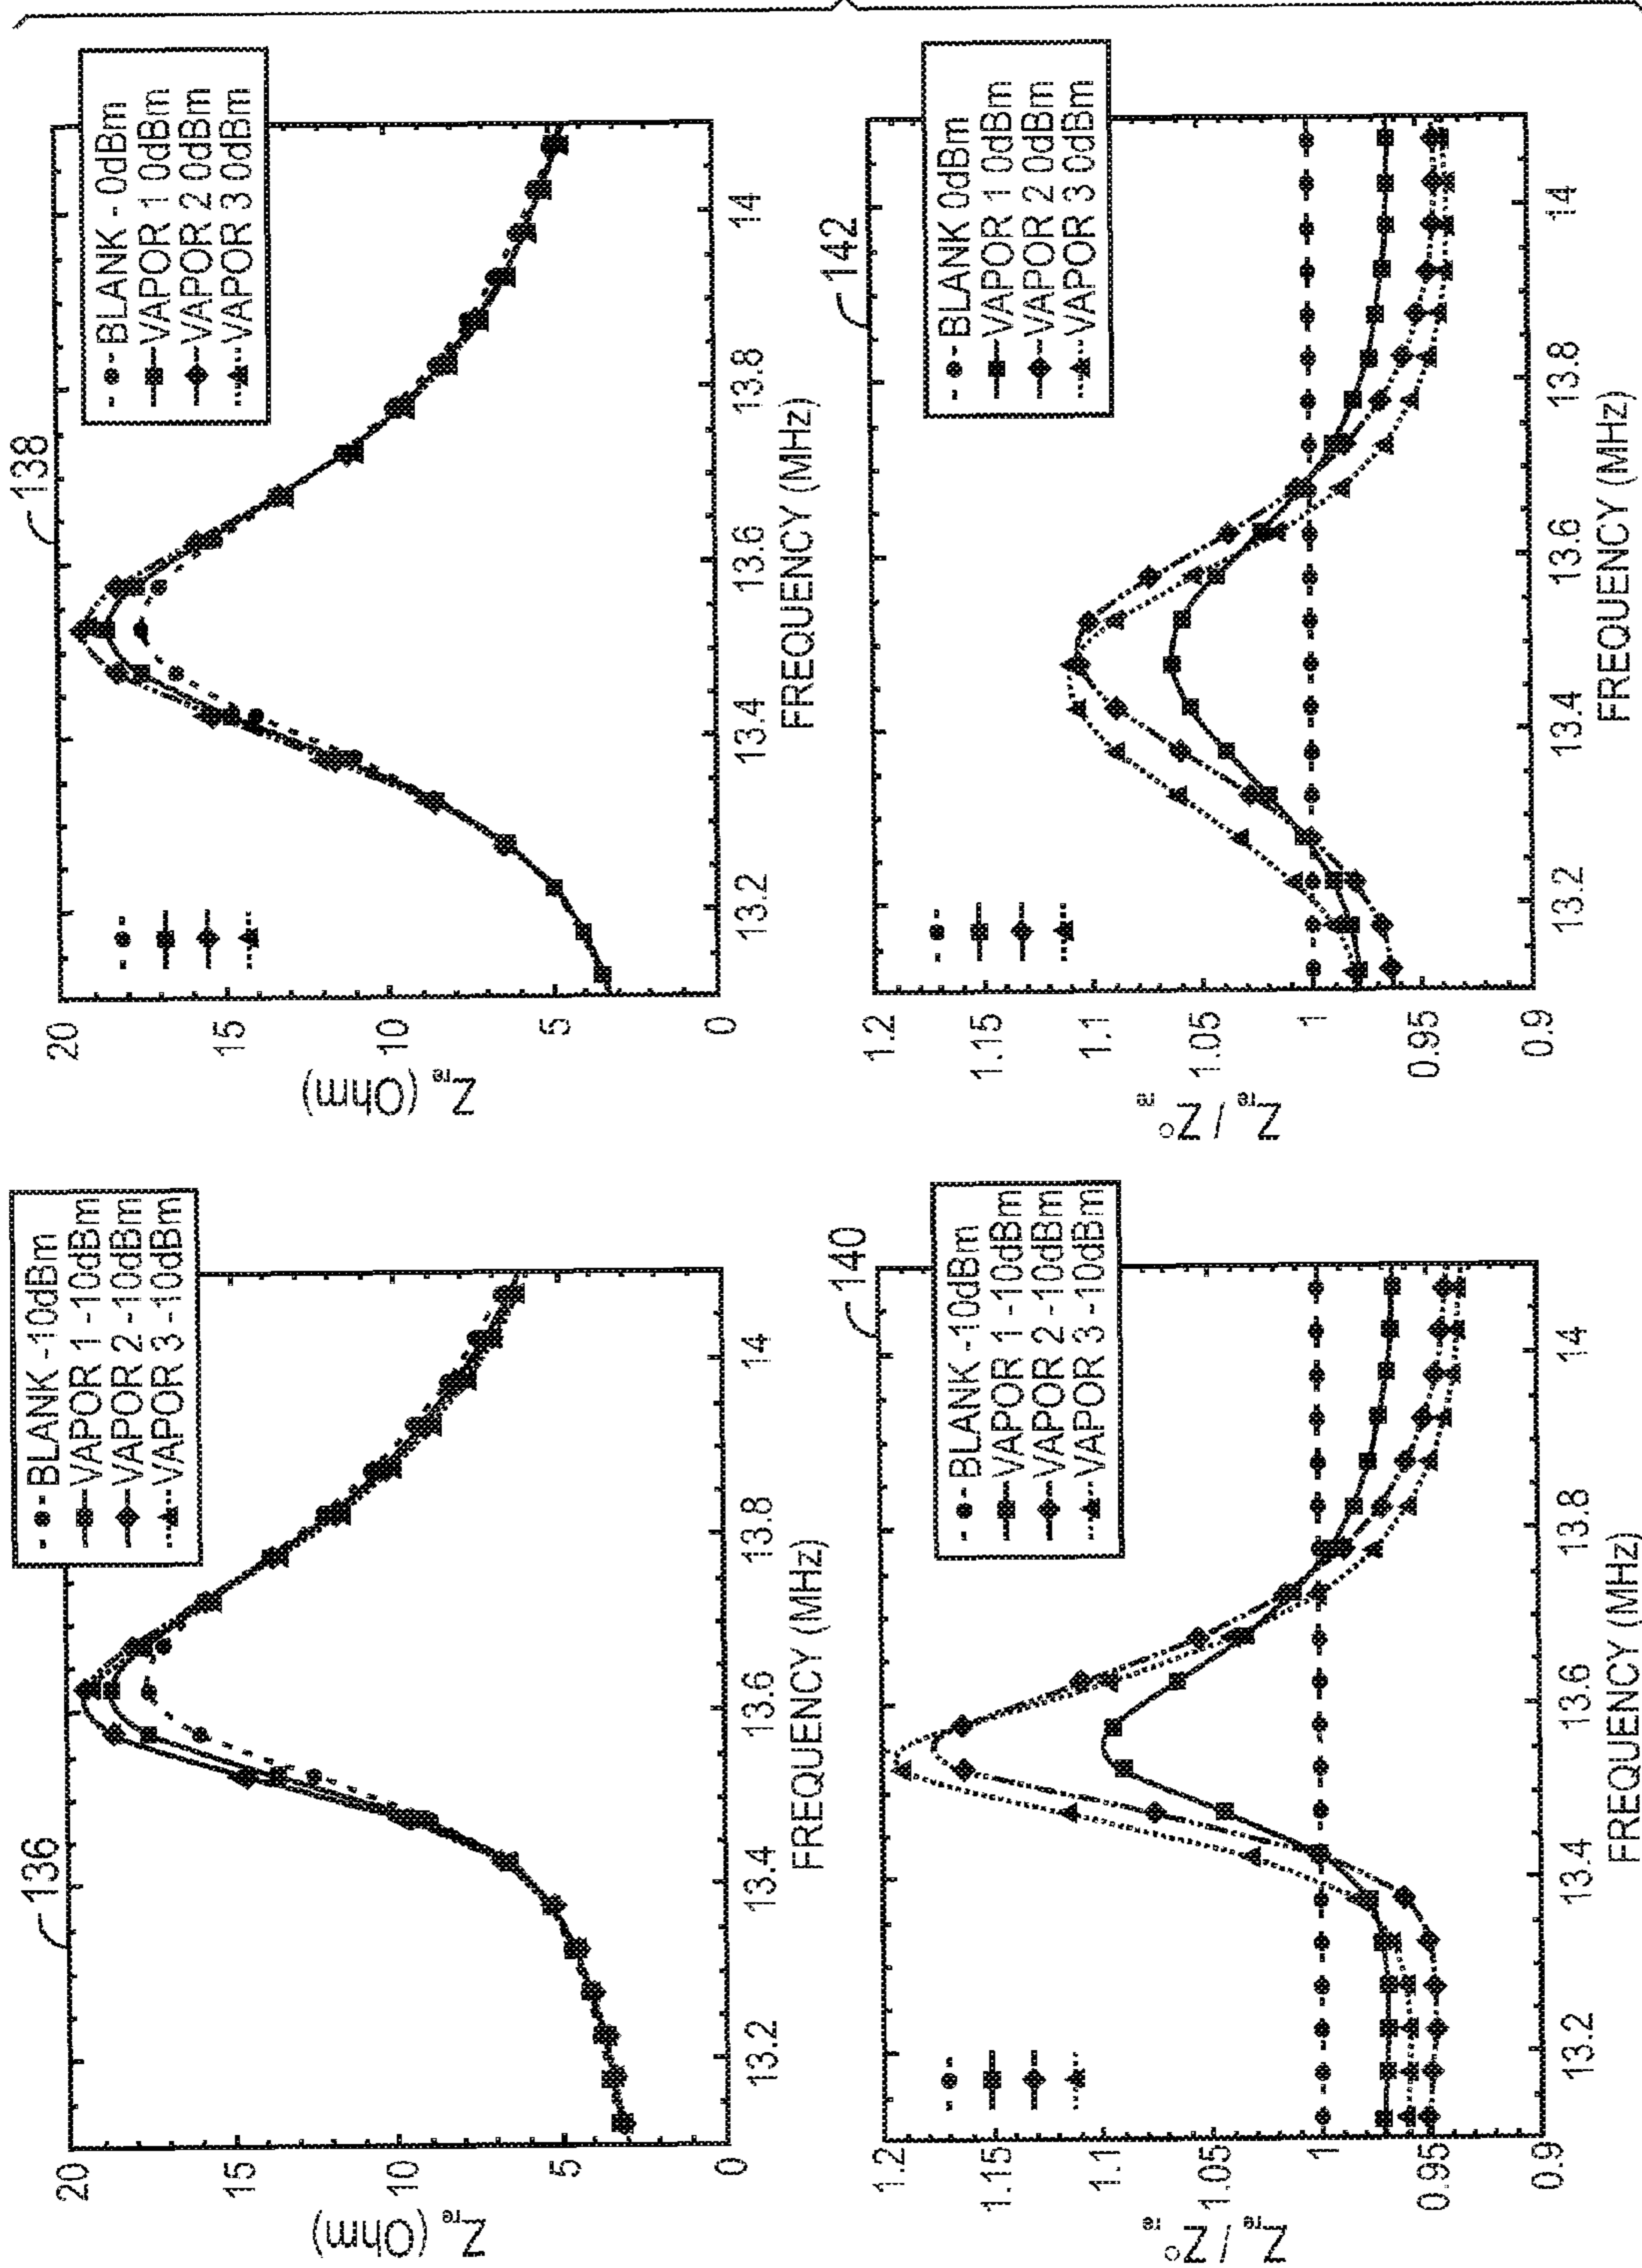 136
20
15
10
5
0
Zre (Ohm)
BLANK -10dBm
VAPOR 1 -10dBm
VAPOR 2 -10dBm
VAPOR 3 -10dBm
13.2
13.4
13.6
13.8
14
FREQUENCY (MHz)
140
1.2
1.15
1.1
1.05
1
0.95
0.9
Zre / Z°re
BLANK -10dBm
VAPOR 1 -10dBm
VAPOR 2 -10dBm
VAPOR 3 -10dBm
13.2
13.4
13.6
13.8
14
FREQUENCY (MHz)
138
20
15
10
5
0
Zre (Ohm)
BLANK - 0dBm
VAPOR 1 0dBm
VAPOR 2 0dBm
VAPOR 3 0dBm
13.2
13.4
13.6
13.8
14
FREQUENCY (MHz)
142
1.2
1.15
1.1
1.05
1
0.95
0.9
Zre / Z°re
BLANK 0dBm
VAPOR 1 0dBm
VAPOR 2 0dBm
VAPOR 3 0dBm
13.2
13.4
13.6
13.8
14
FREQUENCY (MHz)